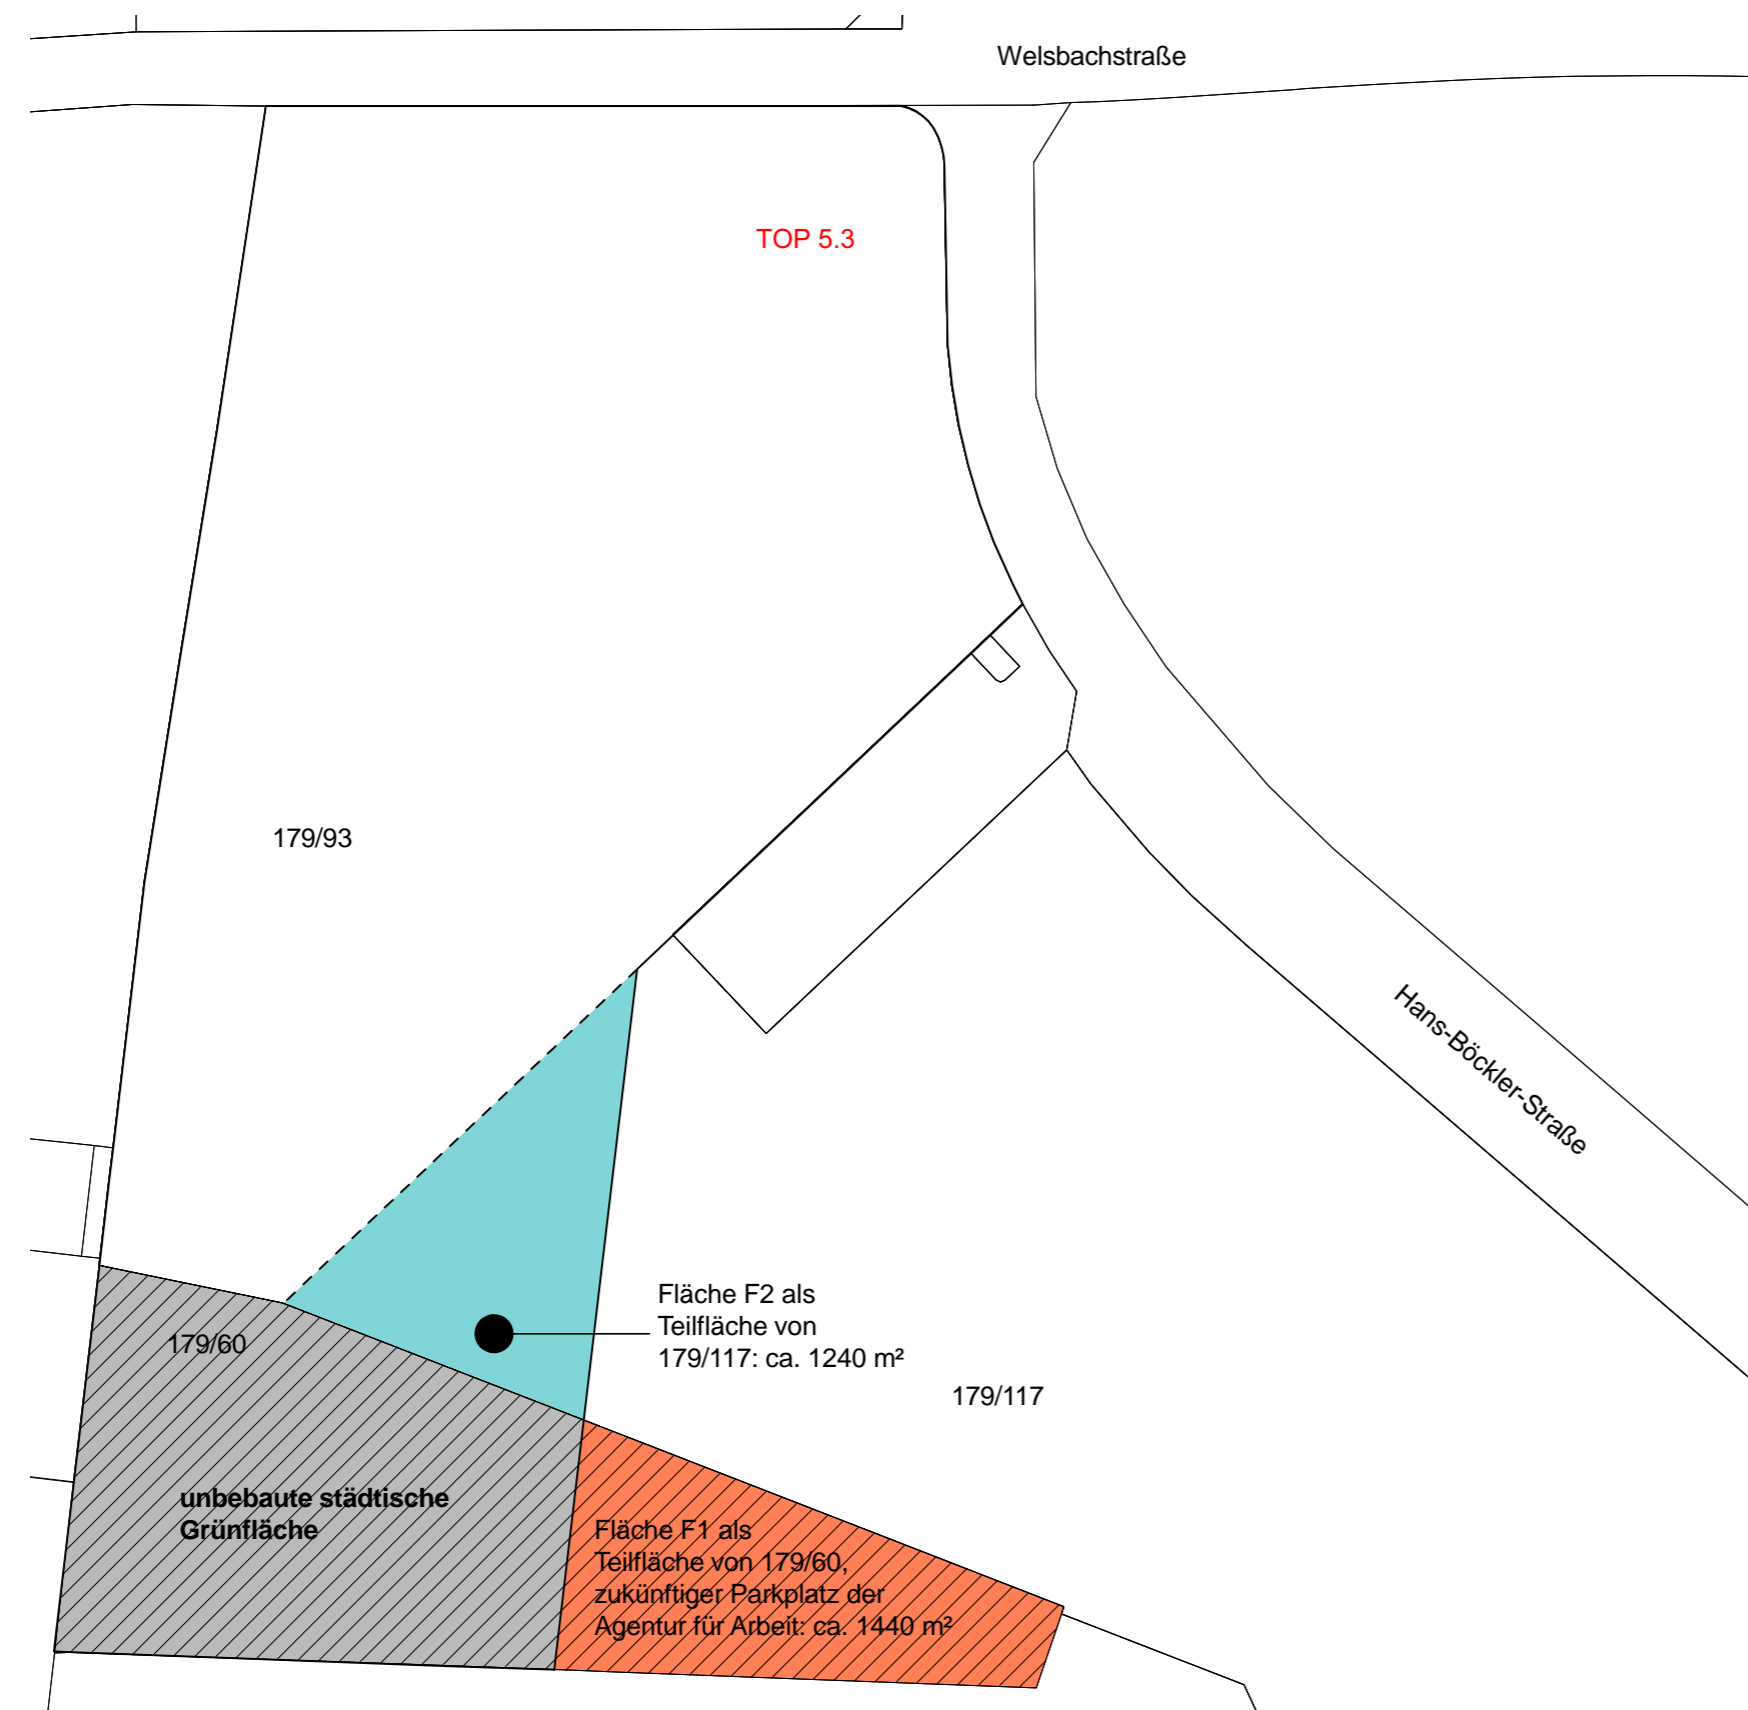 Welsbachstraße
TOP 5.3
179/93
Hans-Böckler-Straße
Fläche F2 als
Teilfläche von
179/117: ca. 1240 m²
179/60
179/117
unbebaute städtische
Grünfläche
Fläche F1 als
Teilfläche von 179/60,
zukünftiger Parkplatz der
Agentur für Arbeit: ca. 1440 m²